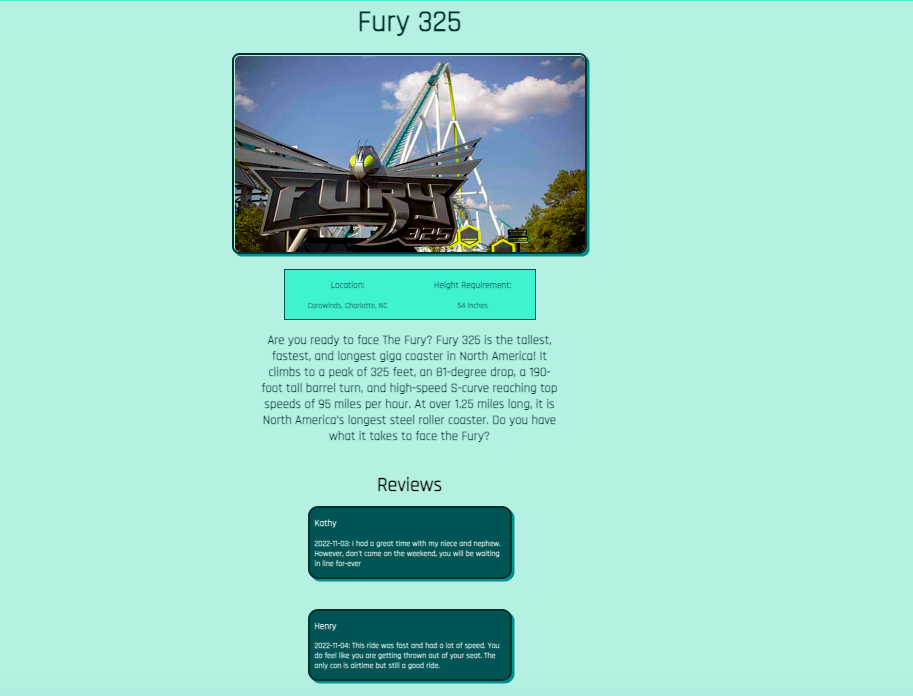 Fury 325
FURY
325
Location:
Height Requirement:
Carowinds, Charlotte, NC
54 inches
Are you ready to face The Fury? Fury 325 is the tallest,
fastest, and longest giga coaster in North America! It
climbs to a peak of 325 feet, an 81-degree drop, a 190-
foot tall barrel turn, and high-speed S-curve reaching top
speeds of 95 miles per hour. At over 1.25 miles long, it is
North America's longest steel roller coaster. Do you have
what it takes to face the Fury?
Reviews
Kathy
2022-11-03: I had a great time with my niece and nephew.
However, don't come on the weekend, you will be waiting
in line for-ever
Henry
2022-11-04: This ride was fast and had a lot of speed. You
do feel like you are getting thrown out of your seat. The
only con is airtime but still a good ride.